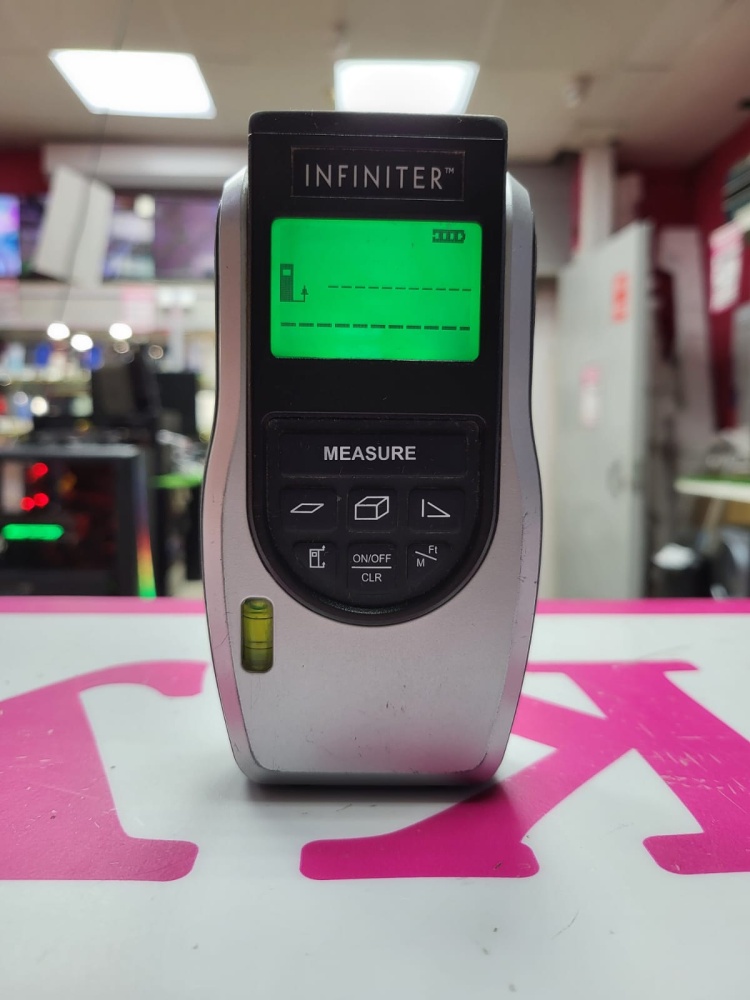 INFINITER™
MEASURE
ON/OFF
CLR
Ft
M